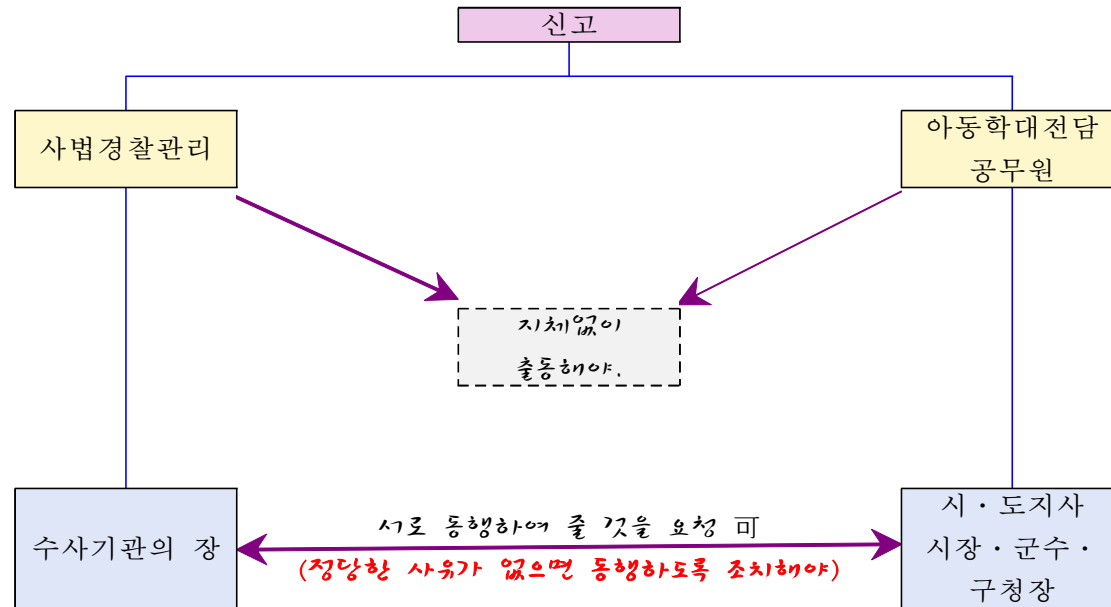 신고
사법경찰관리
아동학대전담
공무원
지체없이
출동해야.
수사기관의 장
서로 동행하여 줄 것을 요청 可
(정당한 사유가 없으면 동행하도록 조치해야)
시·도지사
시장·군수·
구청장